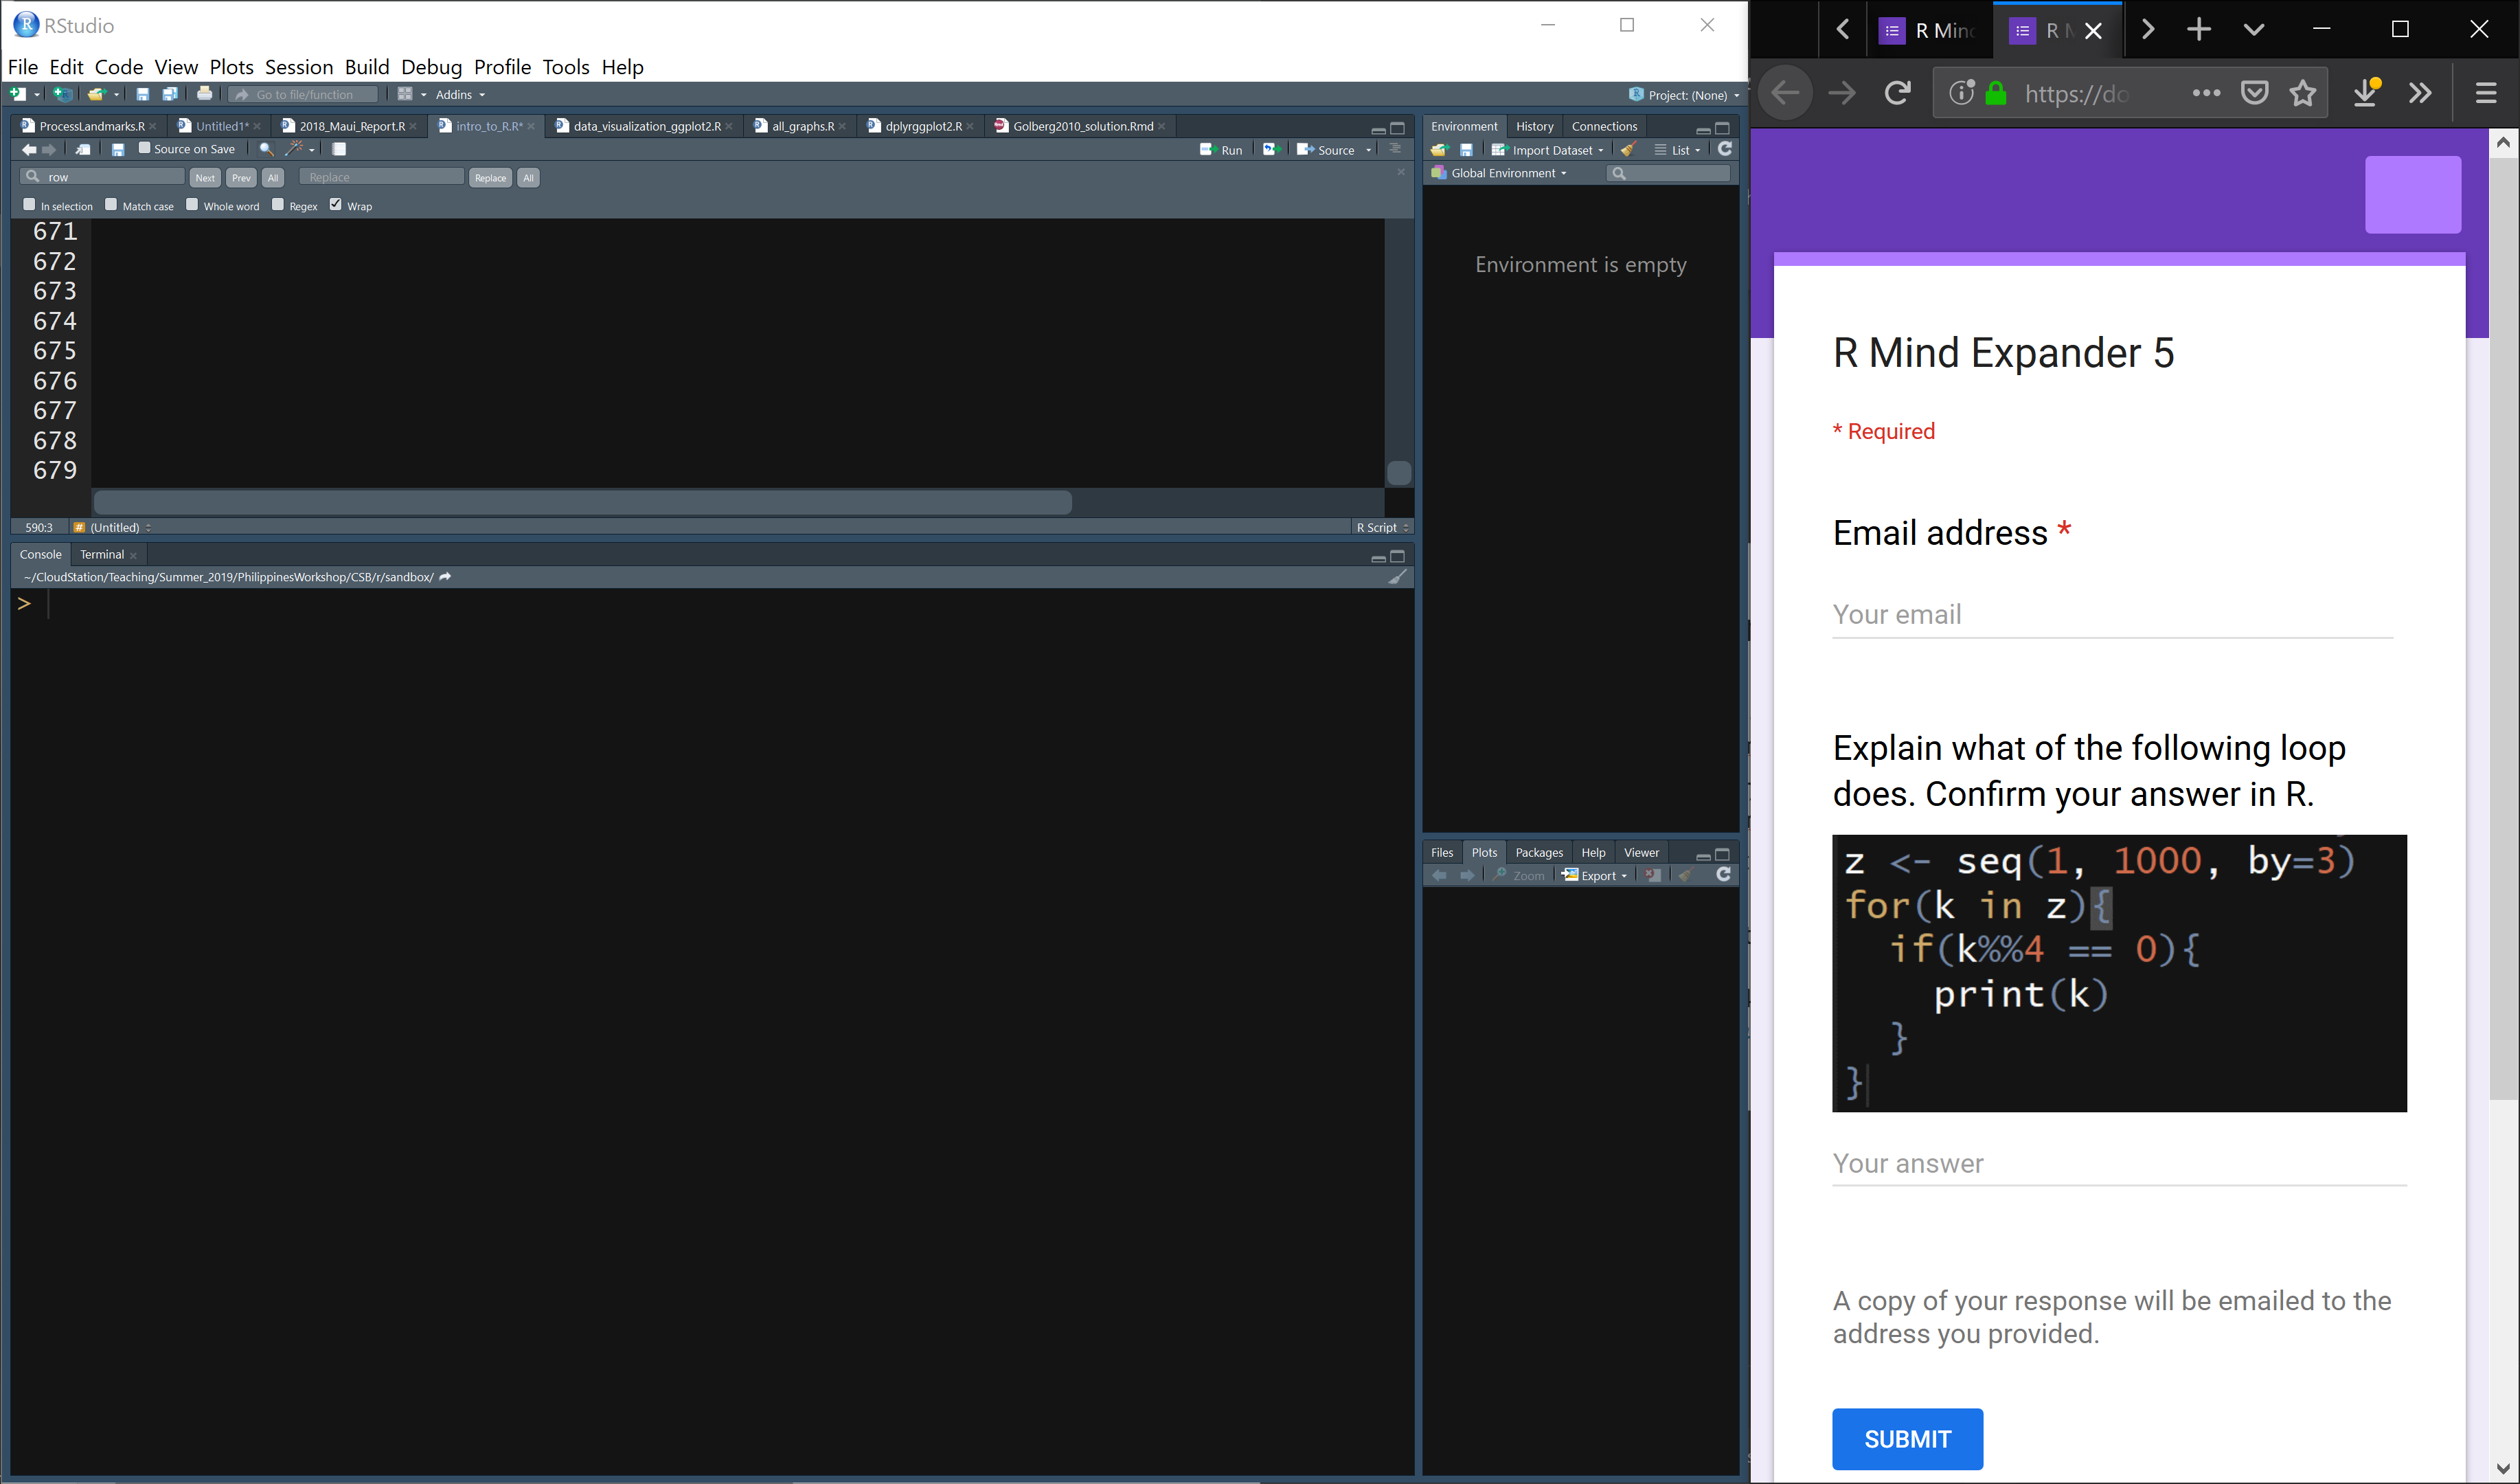 RStudio
File Edit Code View Plots Session Build Debug Profile Tools Help
Go to file/function Addins Project: (None)
ProcessLandmarks.R Untitled1* 2018_Maui_Report.R intro_to_R.R* data_visualization_ggplot2.R all_graphs.R dplyrggplot2.R Golberg2010_solution.Rmd
Source on Save Run Source
row Next Prev All Replace Replace All
In selection Match case Whole word Regex Wrap
671
672
673
674
675
676
677
678
679
590:3 # (Untitled) R Script
Console Terminal
~/CloudStation/Teaching/Summer_2019/PhilippinesWorkshop/CSB/r/sandbox/
>
Environment History Connections
Import Dataset List
Global Environment
Environment is empty
Files Plots Packages Help Viewer
Zoom Export
R Mind R M
https://do
R Mind Expander 5
* Required
Email address *
Your email
Explain what of the following loop
does. Confirm your answer in R.
z <- seq(1, 1000, by=3)
for(k in z){
if(k%%4 == 0){
print(k)
}
}
Your answer
A copy of your response will be emailed to the
address you provided.
SUBMIT